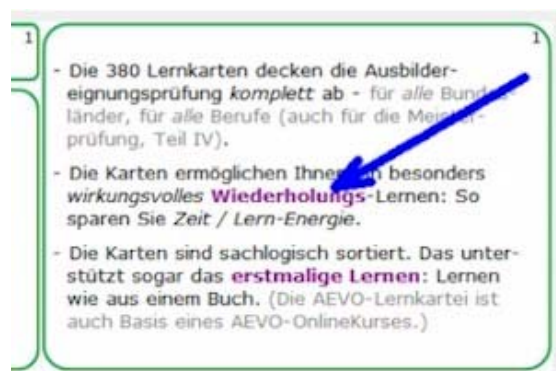 1
1
- Die 380 Lernkarten decken die Ausbilder-
eignungsprüfung komplett ab - für alle Bundes-
länder, für alle Berufe (auch für die Meister-
prüfung, Teil IV).
- Die Karten ermöglichen Ihnen besonders
wirkungsvolles Wiederholungs-Lernen: So
sparen Sie Zeit / Lern-Energie.
- Die Karten sind sachlogisch sortiert. Das unter-
stützt sogar das erstmalige Lernen: Lernen
wie aus einem Buch. (Die AEVO-Lernkartei ist
auch Basis eines AEVO-OnlineKurses.)